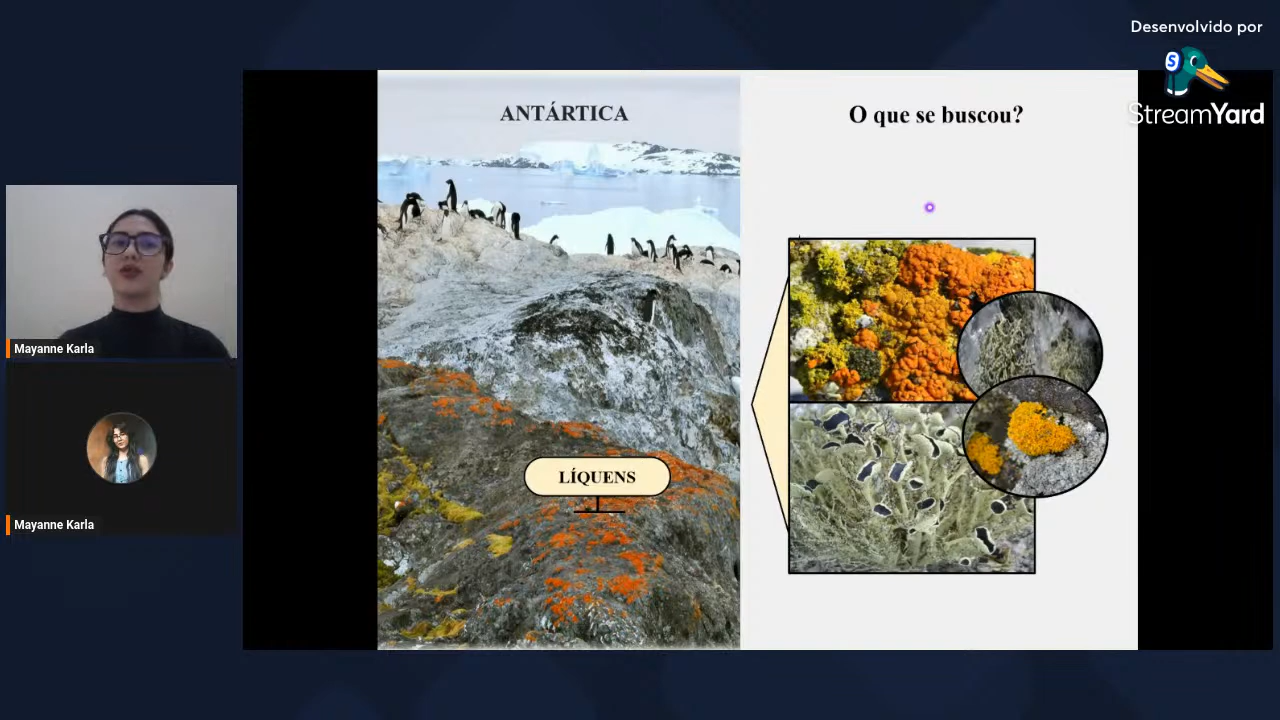 Desenvolvido por
StreamYard
ANTÁRTICA
O que se buscou?
LÍQUENS
Mayanne Karla
Mayanne Karla